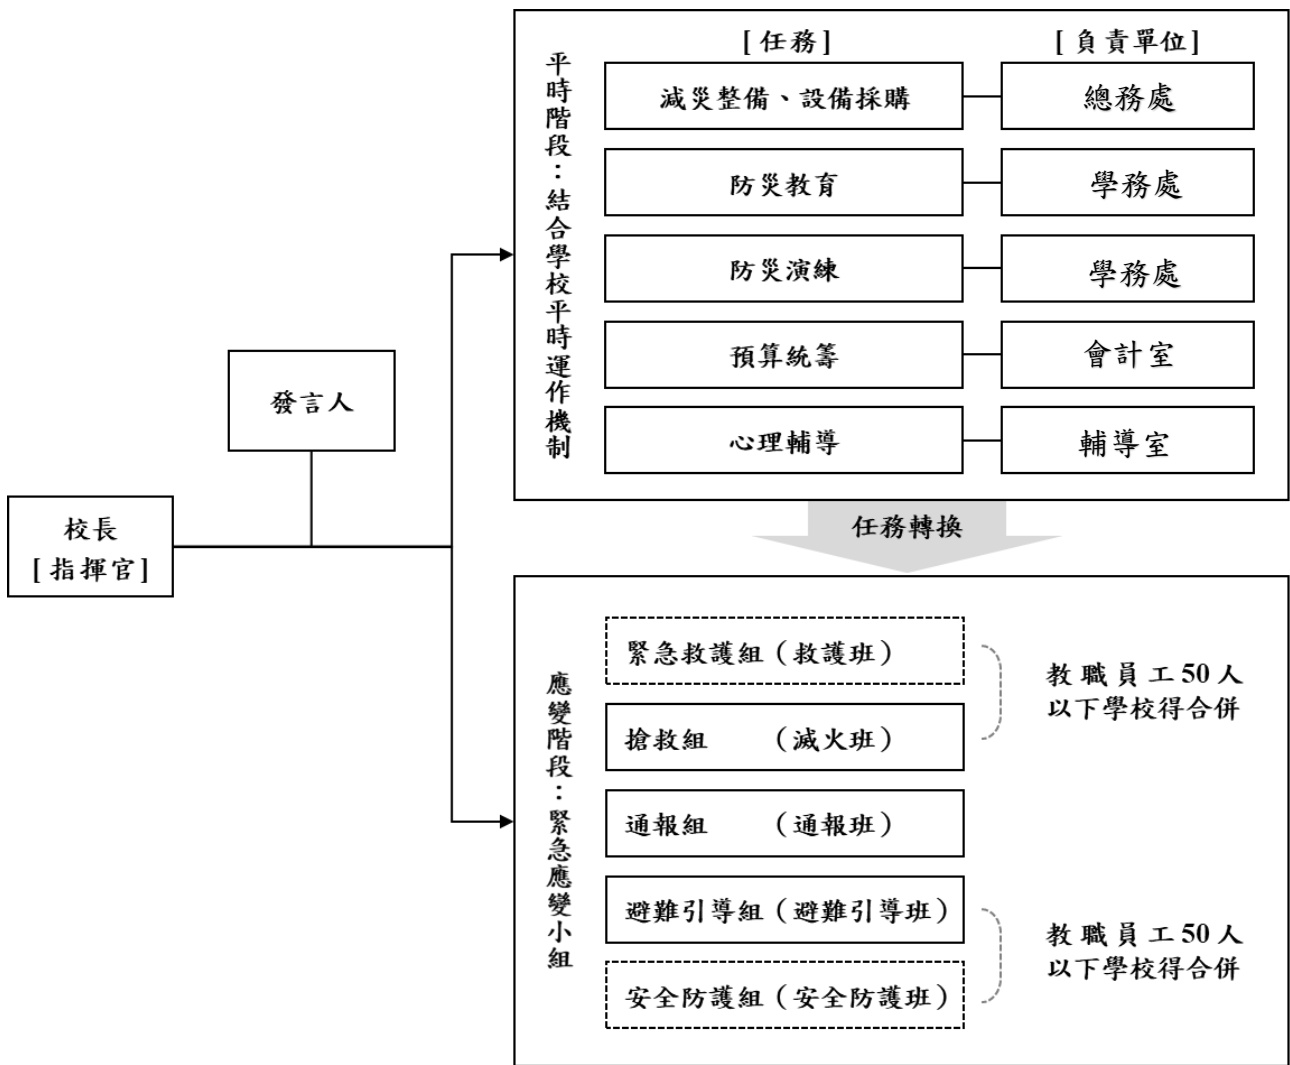 校長
[指揮官]
發言人
平時階段：結合學校平時運作機制
[任務]
[負責單位]
減災整備、設備採購
總務處
防災教育
學務處
防災演練
學務處
預算統籌
會計室
心理輔導
輔導室
任務轉換
應變階段：緊急應變小組
緊急救護組（救護班）
搶救組　　（滅火班）
教職員工50人
以下學校得合併
通報組　　（通報班）
避難引導組（避難引導班）
安全防護組（安全防護班）
教職員工50人
以下學校得合併